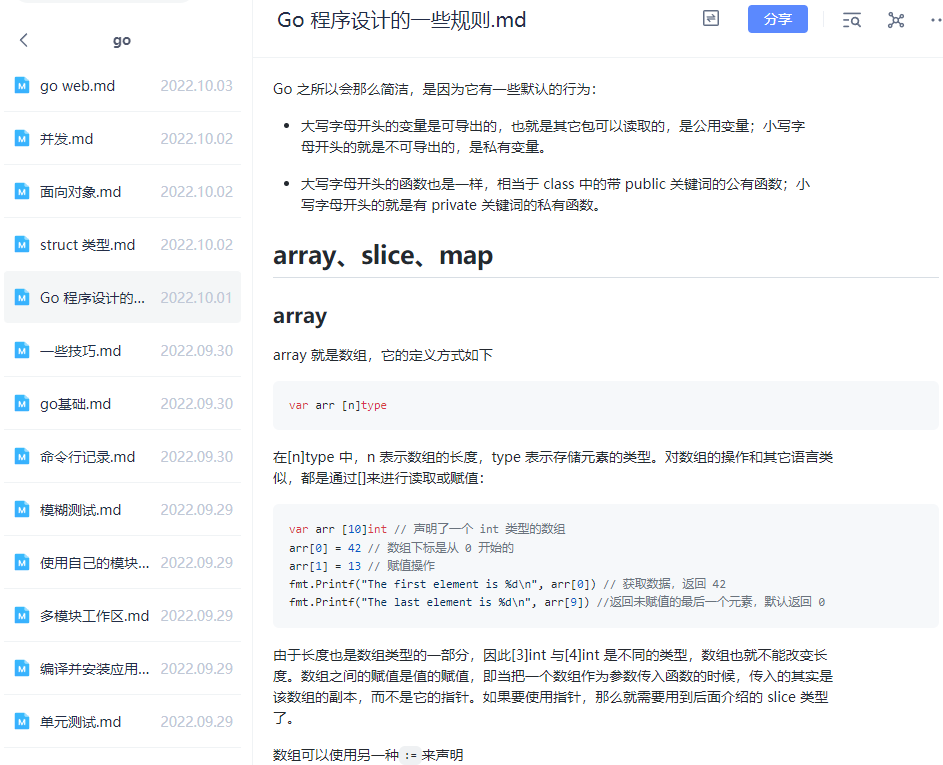 go
go web.md 2022.10.03
并发.md 2022.10.02
面向对象.md 2022.10.02
struct 类型.md 2022.10.02
Go 程序设计的... 2022.10.01
一些技巧.md 2022.09.30
go基础.md 2022.09.30
命令行记录.md 2022.09.30
模糊测试.md 2022.09.29
使用自己的模块... 2022.09.29
多模块工作区.md 2022.09.29
编译并安装应用... 2022.09.29
单元测试.md 2022.09.29
Go 程序设计的一些规则.md
分享
Go 之所以会那么简洁，是因为它有一些默认的行为：
• 大写字母开头的变量是可导出的，也就是其它包可以读取的，是公用变量；小写字
母开头的就是不可导出的，是私有变量。
• 大写字母开头的函数也是一样，相当于 class 中的带 public 关键词的公有函数；小
写字母开头的就是有 private 关键词的私有函数。
array、slice、map
array
array 就是数组，它的定义方式如下
var arr [n]type
在[n]type 中，n 表示数组的长度，type 表示存储元素的类型。对数组的操作和其它语言类
似，都是通过[]来进行读取或赋值：
var arr [10]int // 声明了一个 int 类型的数组
arr[0] = 42 // 数组下标是从 0 开始的
arr[1] = 13 // 赋值操作
fmt.Printf("The first element is %d\n", arr[0]) // 获取数据，返回 42
fmt.Printf("The last element is %d\n", arr[9]) //返回未赋值的最后一个元素，默认返回 0
由于长度也是数组类型的一部分，因此[3]int 与[4]int 是不同的类型，数组也就不能改变长
度。数组之间的赋值是值的赋值，即当把一个数组作为参数传入函数的时候，传入的其实是
该数组的副本，而不是它的指针。如果要使用指针，那么就需要用到后面介绍的 slice 类型
了。
数组可以使用另一种 := 来声明